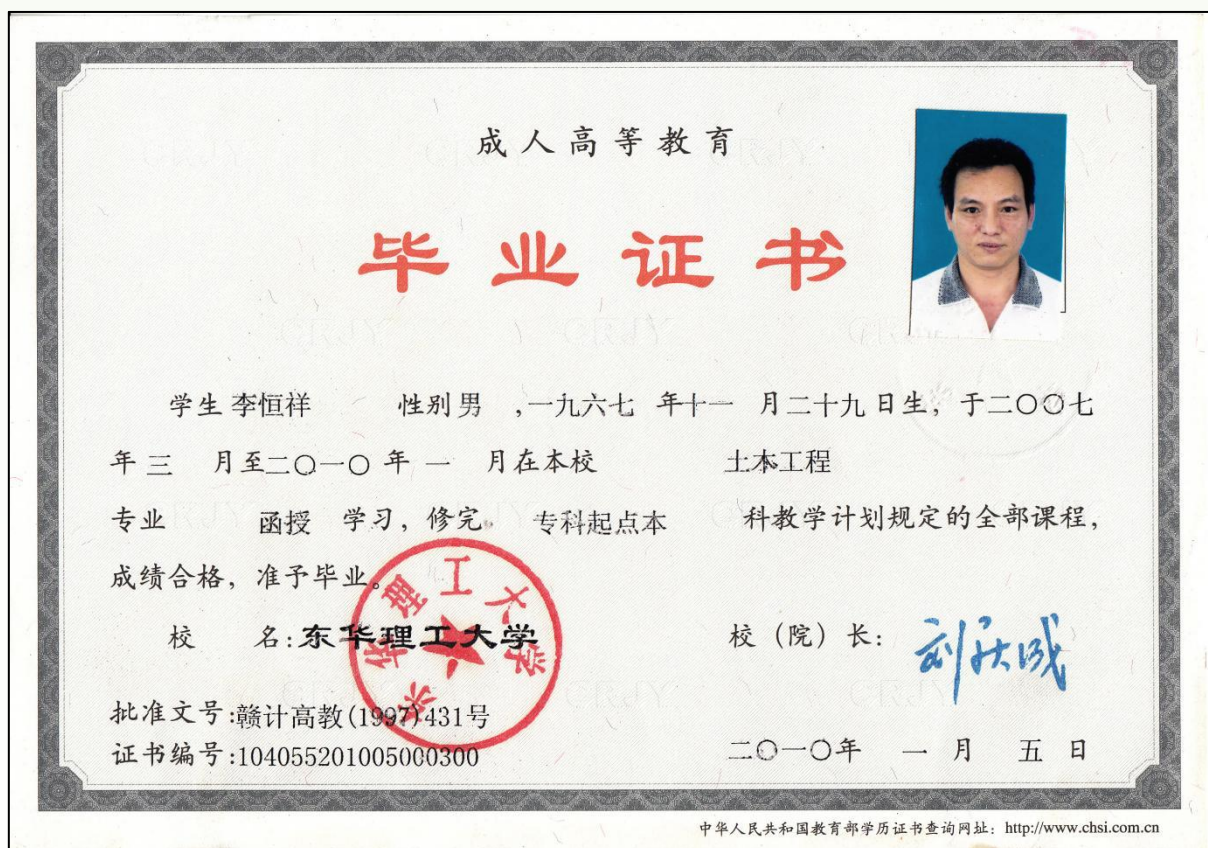 成人高等教育
毕业证书
学生 李恒祥 性别 男 ,一九六七 年十一 月二十九 日生，于二〇〇七
年 三 月至二〇一〇 年 一 月在本校 土木工程
专业 函授 学习，修完 专科起点本 科教学计划规定的全部课程，
成绩合格，准予毕业。
校 名：东华理工大学 校（院）长：
东华理工大学
批准文号:赣计高教(1997)431号
证书编号:104055201005000300 二〇一〇年 一 月 五 日
中华人民共和国教育部学历证书查询网址：http://www.chsi.com.cn